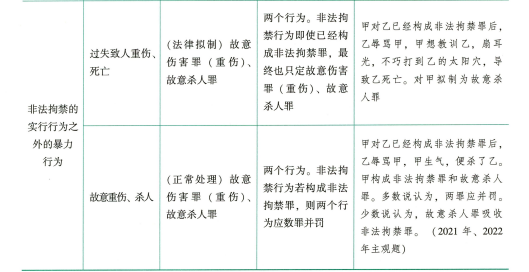 非法拘禁的
实行行为之
外的暴力
行为
过失致人重伤、
死亡
(法律拟制)故意
伤害罪(重伤)、
故意杀人罪
两个行为。非法拘
禁行为即使已经构
成非法拘禁罪，最
终也只定故意伤害
罪(重伤)、故意
杀人罪
甲对乙已经构成非法拘禁罪后，
乙辱骂甲，甲想教训乙，扇耳
光，不巧打到乙的太阳穴，导
致乙死亡。对甲拟制为故意杀
人罪
故意重伤、杀人
(正常处理)故意
伤害罪(重伤)、
故意杀人罪
两个行为。非法拘
禁行为若构成非法
拘禁罪，则两个行
为应数罪并罚
甲对乙已经构成非法拘禁罪后，
乙辱骂甲，甲生气，便杀了乙。
甲构成非法拘禁罪和故意杀人
罪。多数说认为，两罪应并罚。
少数说认为，故意杀人罪吸收
非法拘禁罪。(2021年、2022
年主观题)